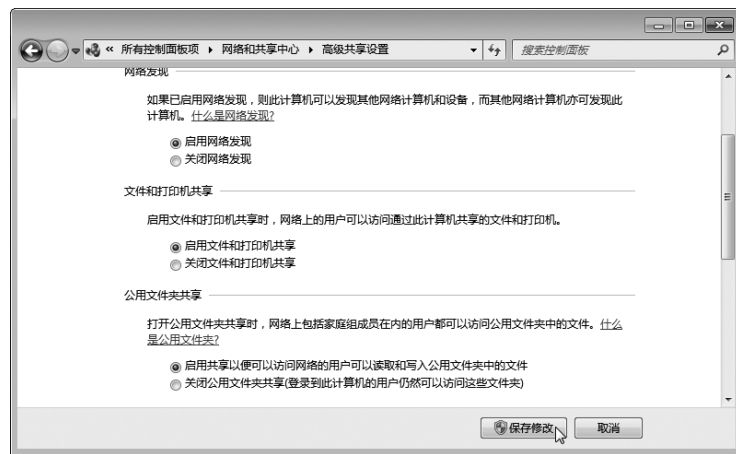 « 所有控制面板项 ▸ 网络和共享中心 ▸ 高级共享设置
搜索控制面板
网络发现
如果已启用网络发现，则此计算机可以发现其他网络计算机和设备，而其他网络计算机亦可发现此
计算机。什么是网络发现?
启用网络发现
关闭网络发现
文件和打印机共享
启用文件和打印机共享时，网络上的用户可以访问通过此计算机共享的文件和打印机。
启用文件和打印机共享
关闭文件和打印机共享
公用文件夹共享
打开公用文件夹共享时，网络上包括家庭组成员在内的用户都可以访问公用文件夹中的文件。什么
是公用文件夹?
启用共享以便可以访问网络的用户可以读取和写入公用文件夹中的文件
关闭公用文件夹共享(登录到此计算机的用户仍然可以访问这些文件夹)
保存修改
取消